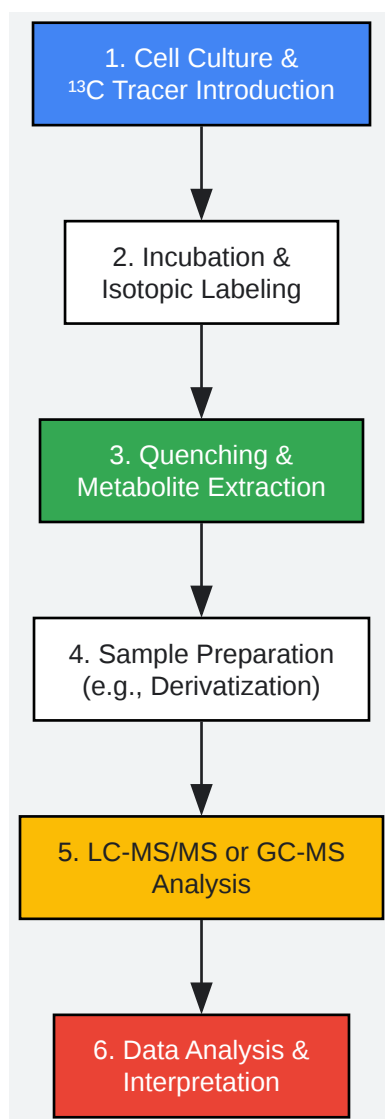 1. Cell Culture &
¹³C Tracer Introduction
2. Incubation &
Isotopic Labeling
3. Quenching &
Metabolite Extraction
4. Sample Preparation
(e.g., Derivatization)
5. LC-MS/MS or GC-MS
Analysis
6. Data Analysis &
Interpretation